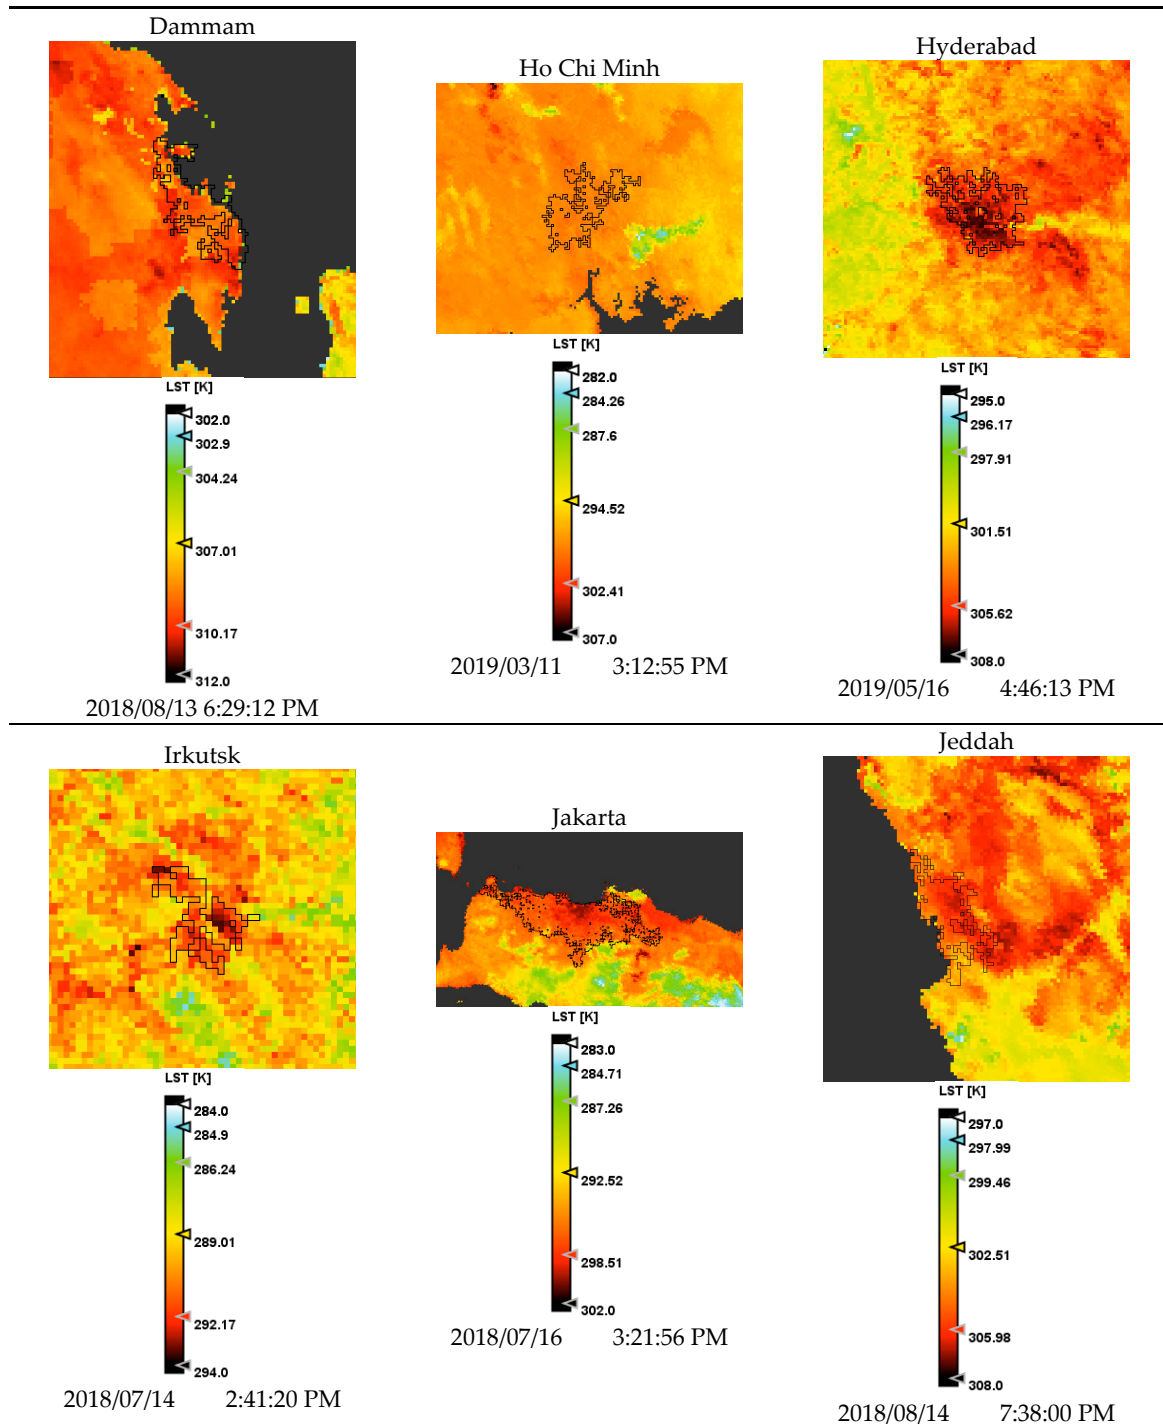 Dammam
Ho Chi Minh
Hyderabad
LST [K]
302.0
302.9
304.24
307.01
310.17
312.0
2018/08/13 6:29:12 PM
LST [K]
282.0
284.26
287.6
294.52
302.41
307.0
2019/03/11 3:12:55 PM
LST [K]
295.0
296.17
297.91
301.51
305.62
308.0
2019/05/16 4:46:13 PM
Irkutsk
Jakarta
Jeddah
LST [K]
284.0
284.9
286.24
289.01
292.17
294.0
2018/07/14 2:41:20 PM
LST [K]
283.0
284.71
287.26
292.52
298.51
302.0
2018/07/16 3:21:56 PM
LST [K]
297.0
297.99
299.46
302.51
305.98
308.0
2018/08/14 7:38:00 PM